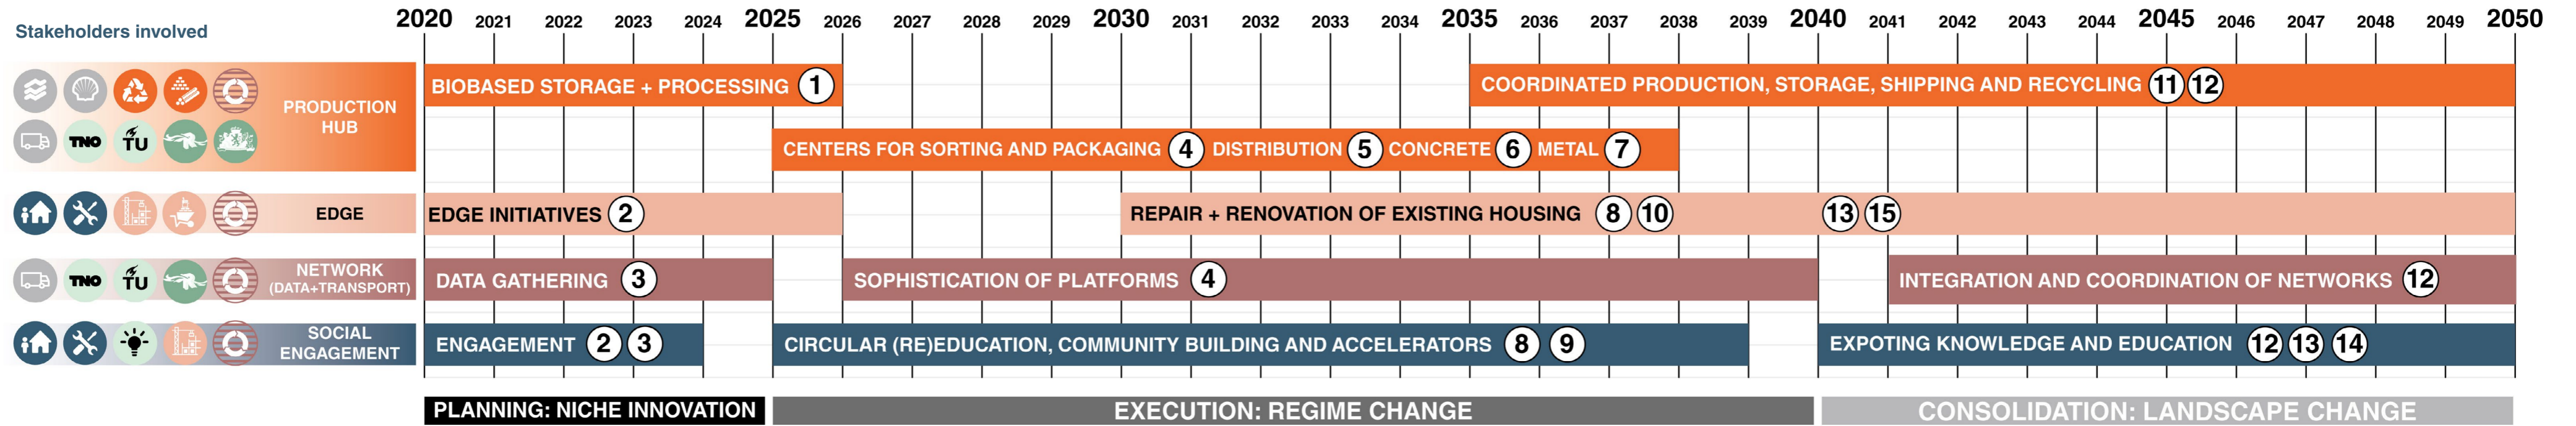 Stakeholders involved
2020 2021 2022 2023 2024 2025 2026 2027 2028 2029 2030 2031 2032 2033 2034 2035 2036 2037 2038 2039 2040 2041 2042 2043 2044 2045 2046 2047 2048 2049 2050
PRODUCTION
HUB
TNO TU
BIOBASED STORAGE + PROCESSING 1
COORDINATED PRODUCTION, STORAGE, SHIPPING AND RECYCLING 11 12
CENTERS FOR SORTING AND PACKAGING 4 DISTRIBUTION 5 CONCRETE 6 METAL 7
EDGE
EDGE INITIATIVES 2
REPAIR + RENOVATION OF EXISTING HOUSING 8 10 13 15
TNO TU
NETWORK
(DATA+TRANSPORT)
DATA GATHERING 3
SOPHISTICATION OF PLATFORMS 4
INTEGRATION AND COORDINATION OF NETWORKS 12
SOCIAL
ENGAGEMENT
ENGAGEMENT 2 3
CIRCULAR (RE)EDUCATION, COMMUNITY BUILDING AND ACCELERATORS 8 9
EXPOTING KNOWLEDGE AND EDUCATION 12 13 14
PLANNING: NICHE INNOVATION
EXECUTION: REGIME CHANGE
CONSOLIDATION: LANDSCAPE CHANGE